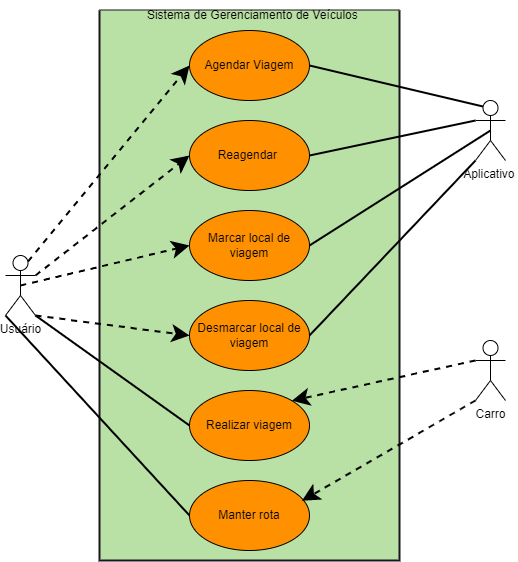 Sistema de Gerenciamento de Veículos
Agendar Viagem
Reagendar
Aplicativo
Marcar local de
viagem
Usuário
Desmarcar local de
viagem
Realizar viagem
Carro
Manter rota